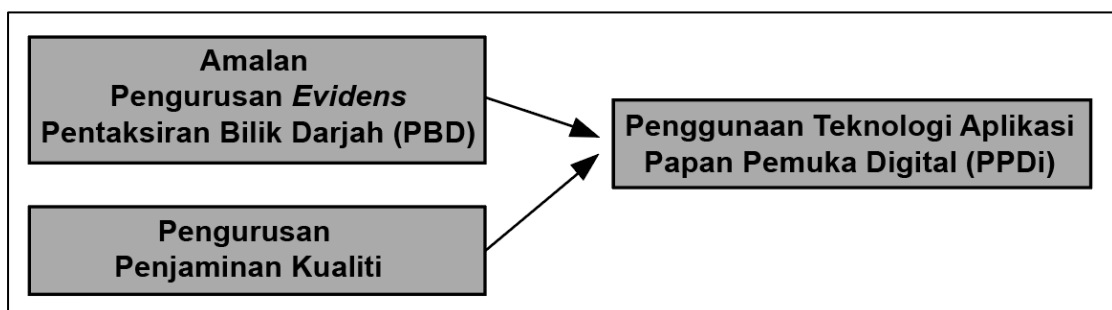 Amalan
Pengurusan Evidens
Pentaksiran Bilik Darjah (PBD)
Penggunaan Teknologi Aplikasi
Papan Pemuka Digital (PPDi)
Pengurusan
Penjaminan Kualiti